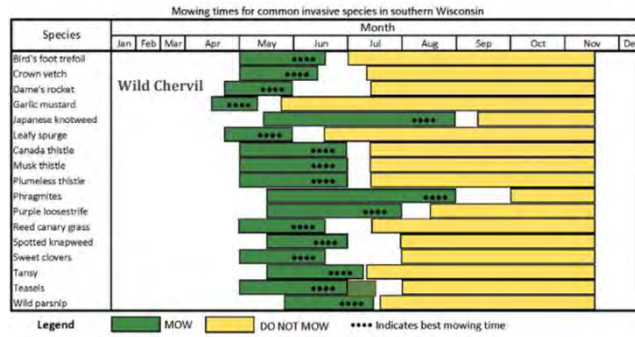 Mowing times for common invasive species in southern Wisconsin
Species
Month
Jan Feb Mar Apr May Jun Jul Aug Sep Oct Nov De
Bird's foot trefoil
Crown vetch
Dame's rocket
Wild Chervil
Garlic mustard
Japanese knotweed
Leafy spurge
Canada thistle
Musk thistle
Plumeless thistle
Phragmites
Purple loosestrife
Reed canary grass
Spotted knapweed
Sweet clovers
Tansy
Teasels
Wild parsnip
Legend MOW DO NOT MOW •••• Indicates best mowing time